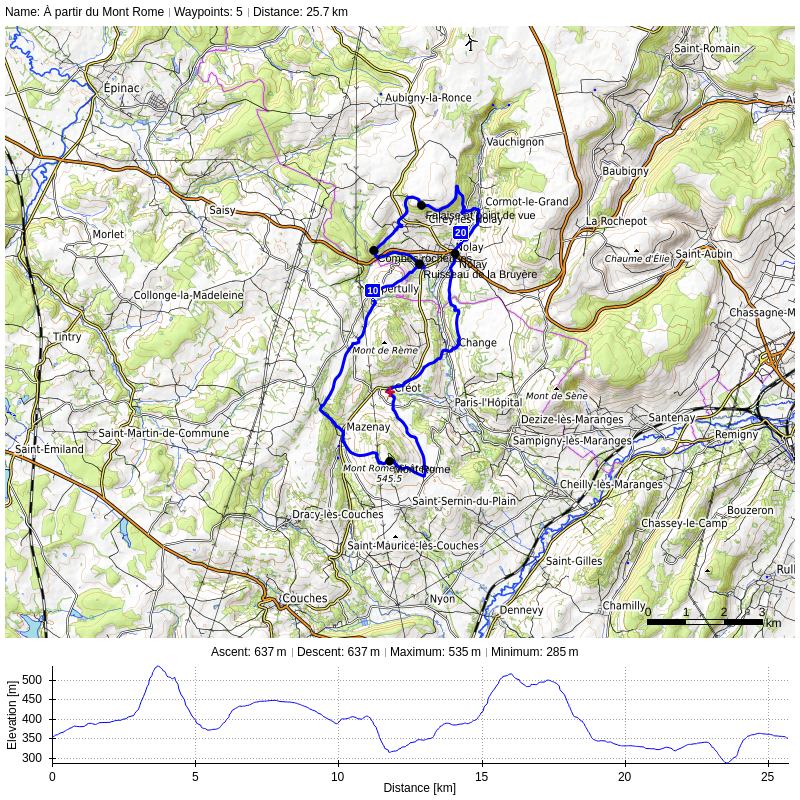 Name: À partir du Mont Rome | Waypoints: 5 | Distance: 25.7 km
Saint-Romain
Épinac
Aubigny-la-Ronce
Vauchignon
Baubigny
Cormot-le-Grand
Saisy
Falaise et point de vue
Cirey-lès-Nolay
La Rochepot
20
Morlet
Nolay
Saint-Aubin
Combes rocheuses
Nolay
Chaume d'Élie
Ruisseau de la Bruyère
10
Collonge-la-Madeleine
Chassagne-M
Tintry
Change
Mont de Rème
Créot
Mont de Sène
Paris-l'Hôpital
Dezize-lès-Maranges
Santenay
Mazenay
Saint-Martin-de-Commune
Sampigny-lès-Maranges
Remigny
Saint-Émiland
Mont Rome
545.5
Cheilly-lès-Maranges
Saint-Sernin-du-Plain
Bouzeron
Dracy-lès-Couches
Chassey-le-Camp
Saint-Maurice-lès-Couches
Saint-Gilles
Rull
Couches
Nyon
Chamilly
Dennevy
0 1 2 3
km
Ascent: 637 m | Descent: 637 m | Maximum: 535 m | Minimum: 285 m
Elevation [m]
500
450
400
350
300
0 5 10 15 20 25
Distance [km]